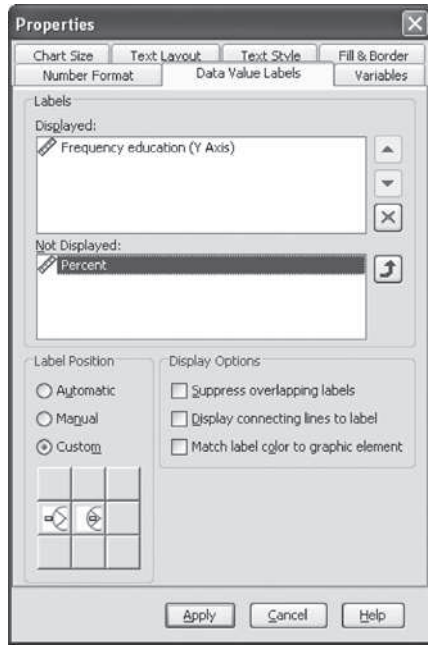 Properties
Chart Size Text Layout Text Style Fill & Border
Number Format Data Value Labels Variables
Labels
Displayed:
Frequency education (Y Axis)
Not Displayed:
Percent
Label Position
Automatic
Manual
Custom
Display Options
Suppress overlapping labels
Display connecting lines to label
Match label color to graphic element
Apply Cancel Help